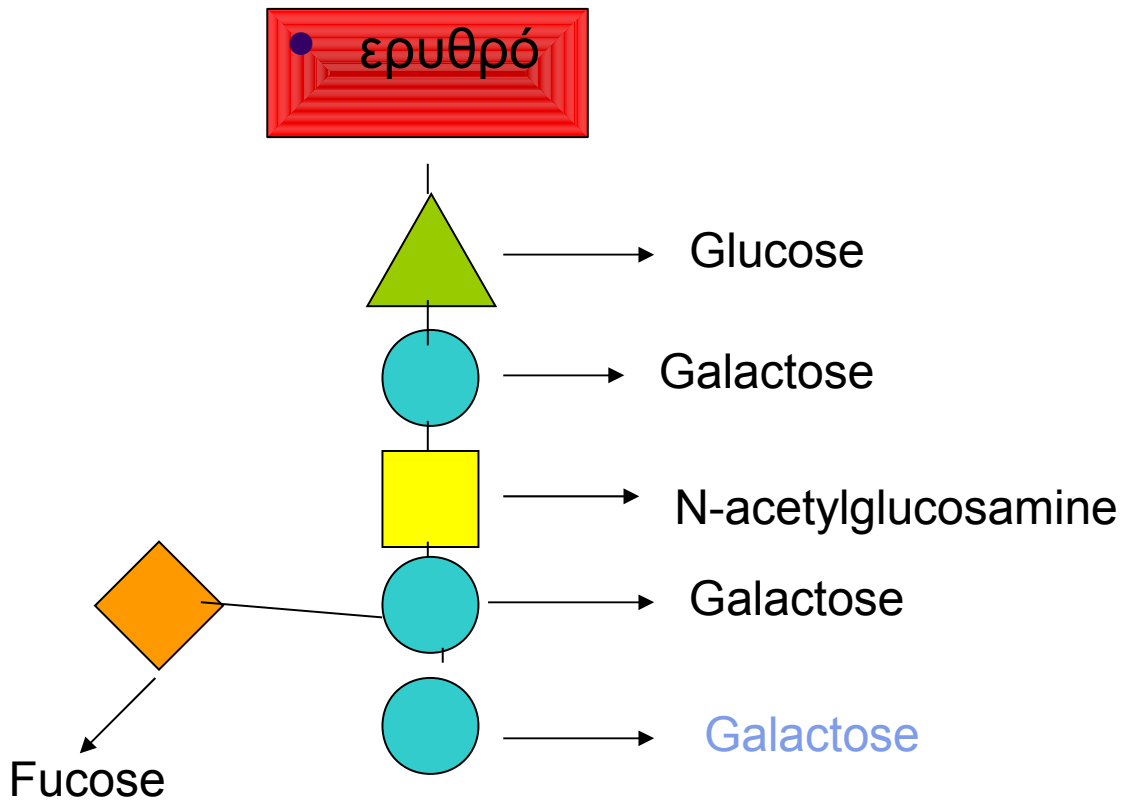 ερυθρό
Glucose
Galactose
N-acetylglucosamine
Galactose
Galactose
Fucose